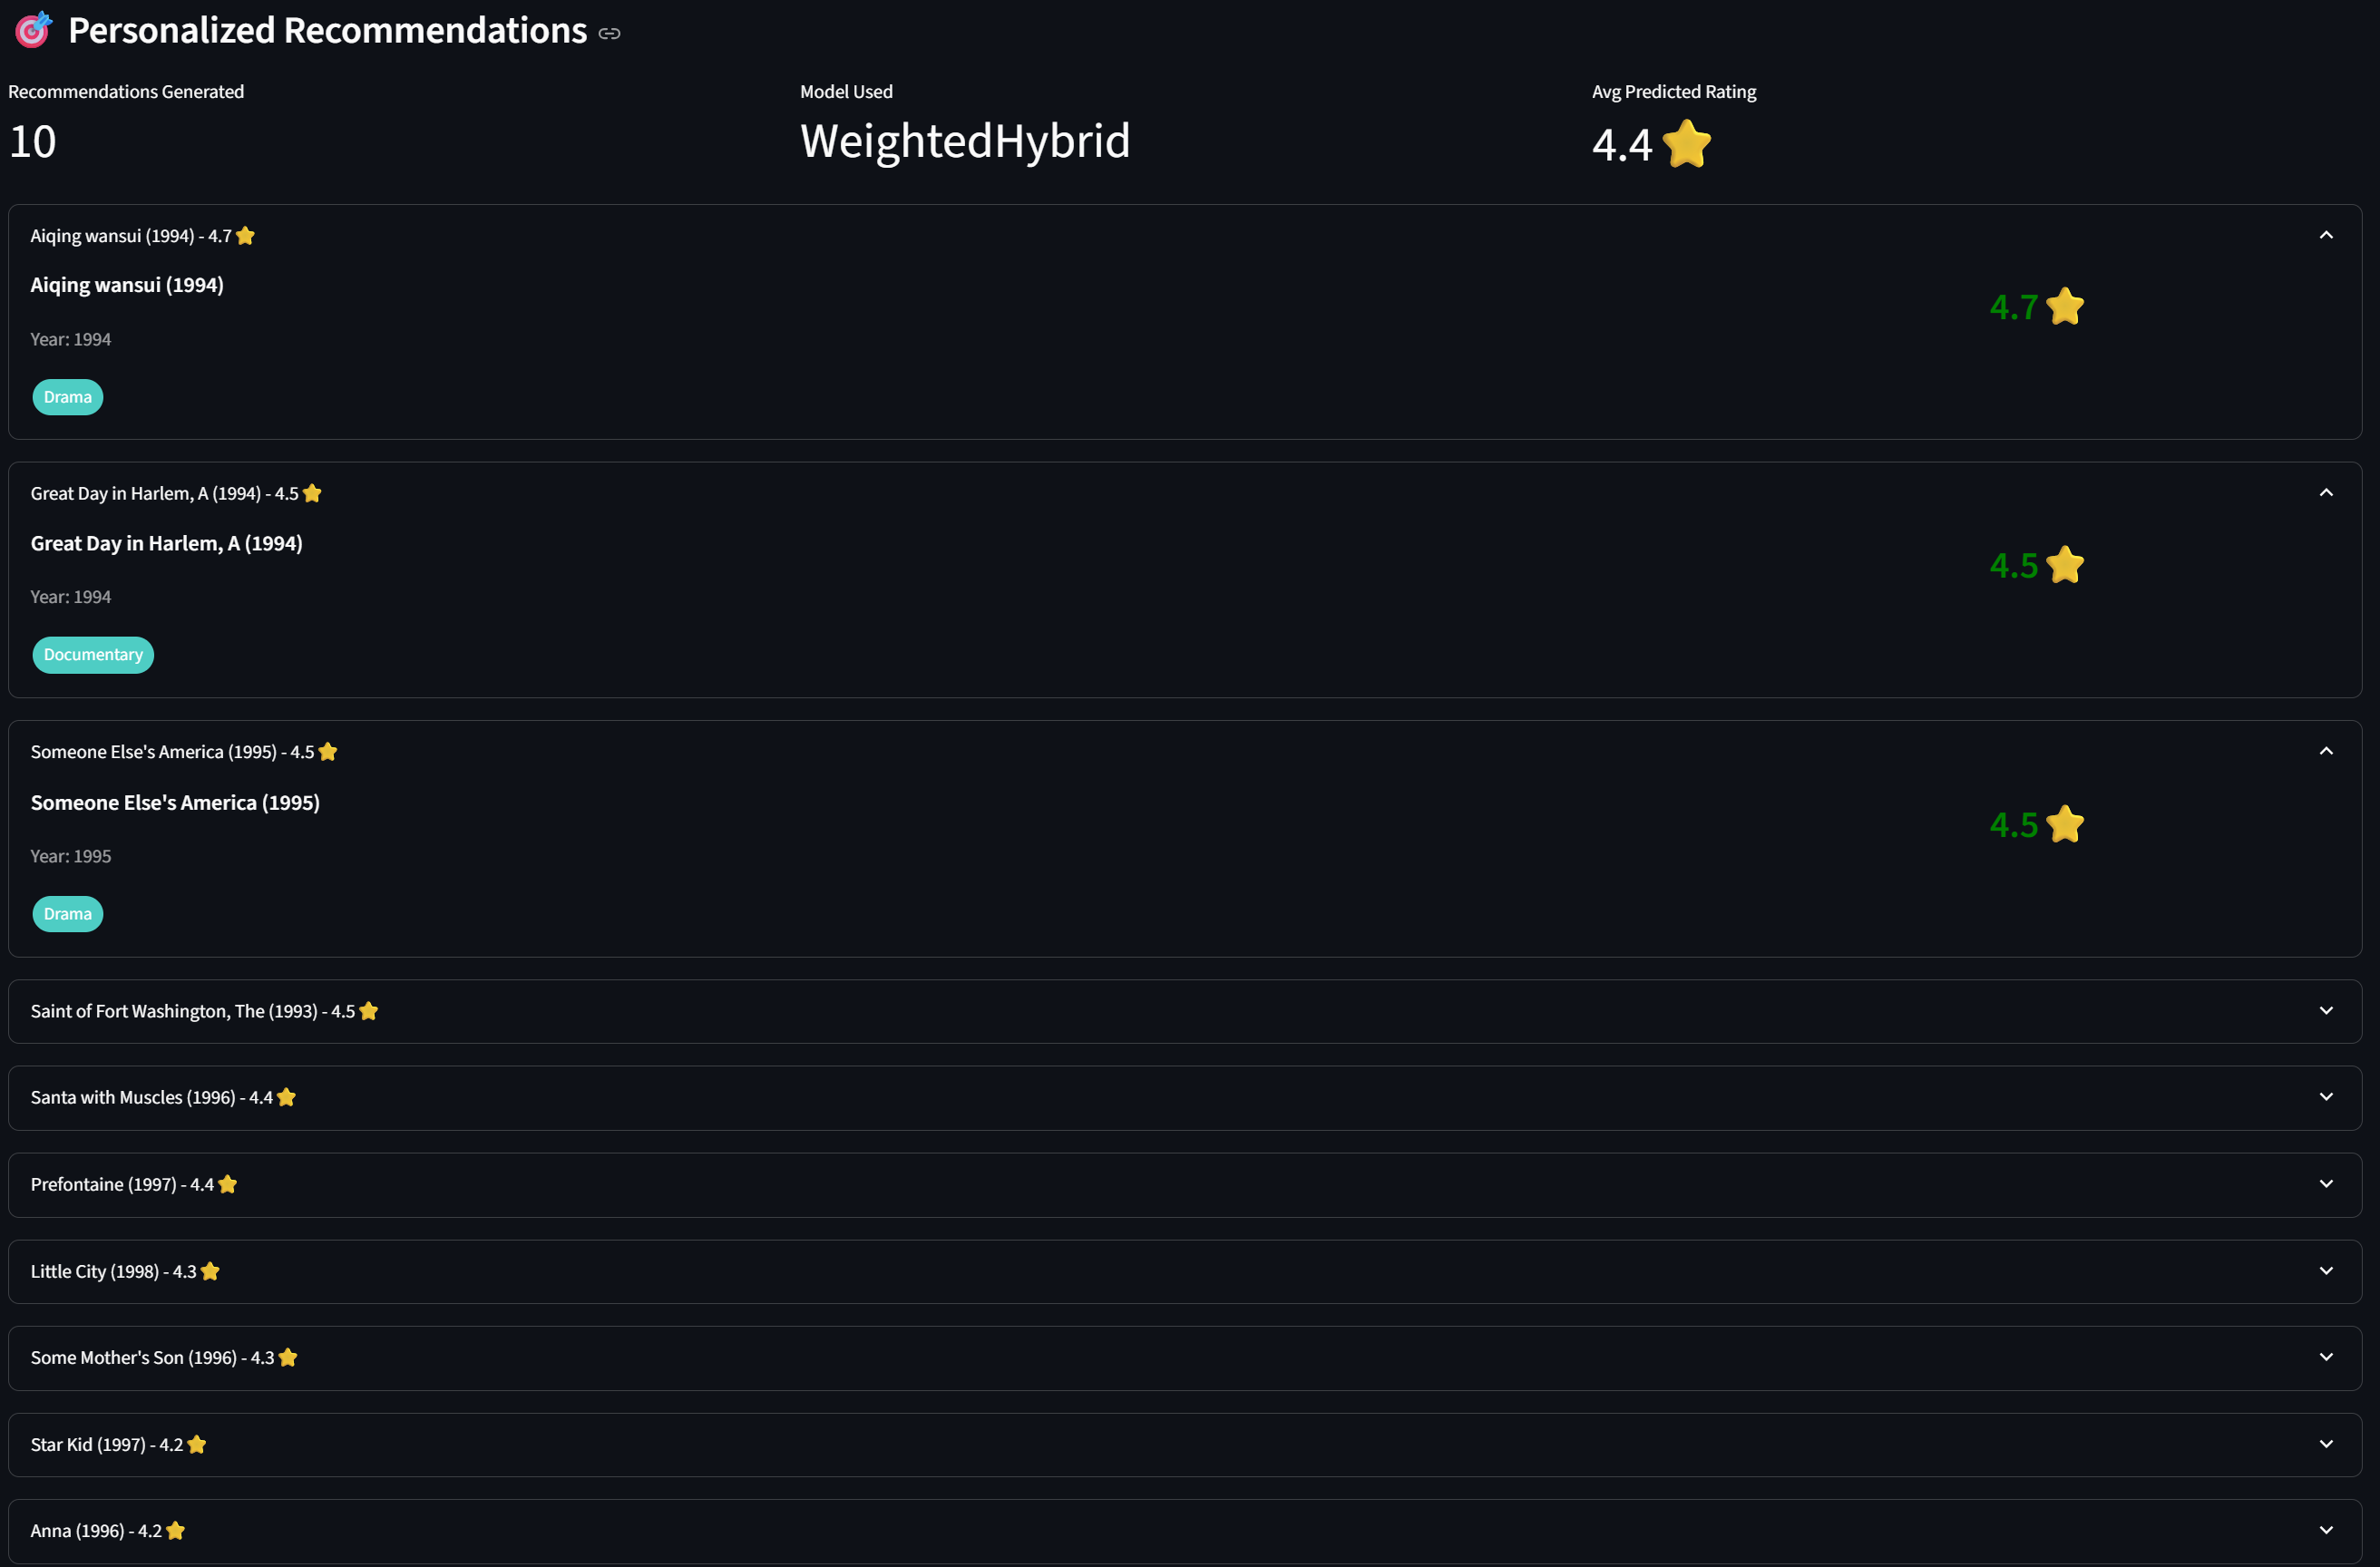 Personalized Recommendations
Recommendations Generated
10
Model Used
WeightedHybrid
Avg Predicted Rating
4.4
Aiqing wansui (1994) - 4.7
Aiqing wansui (1994)
4.7
Year: 1994
Drama
Great Day in Harlem, A (1994) - 4.5
Great Day in Harlem, A (1994)
4.5
Year: 1994
Documentary
Someone Else's America (1995) - 4.5
Someone Else's America (1995)
4.5
Year: 1995
Drama
Saint of Fort Washington, The (1993) - 4.5
Santa with Muscles (1996) - 4.4
Prefontaine (1997) - 4.4
Little City (1998) - 4.3
Some Mother's Son (1996) - 4.3
Star Kid (1997) - 4.2
Anna (1996) - 4.2